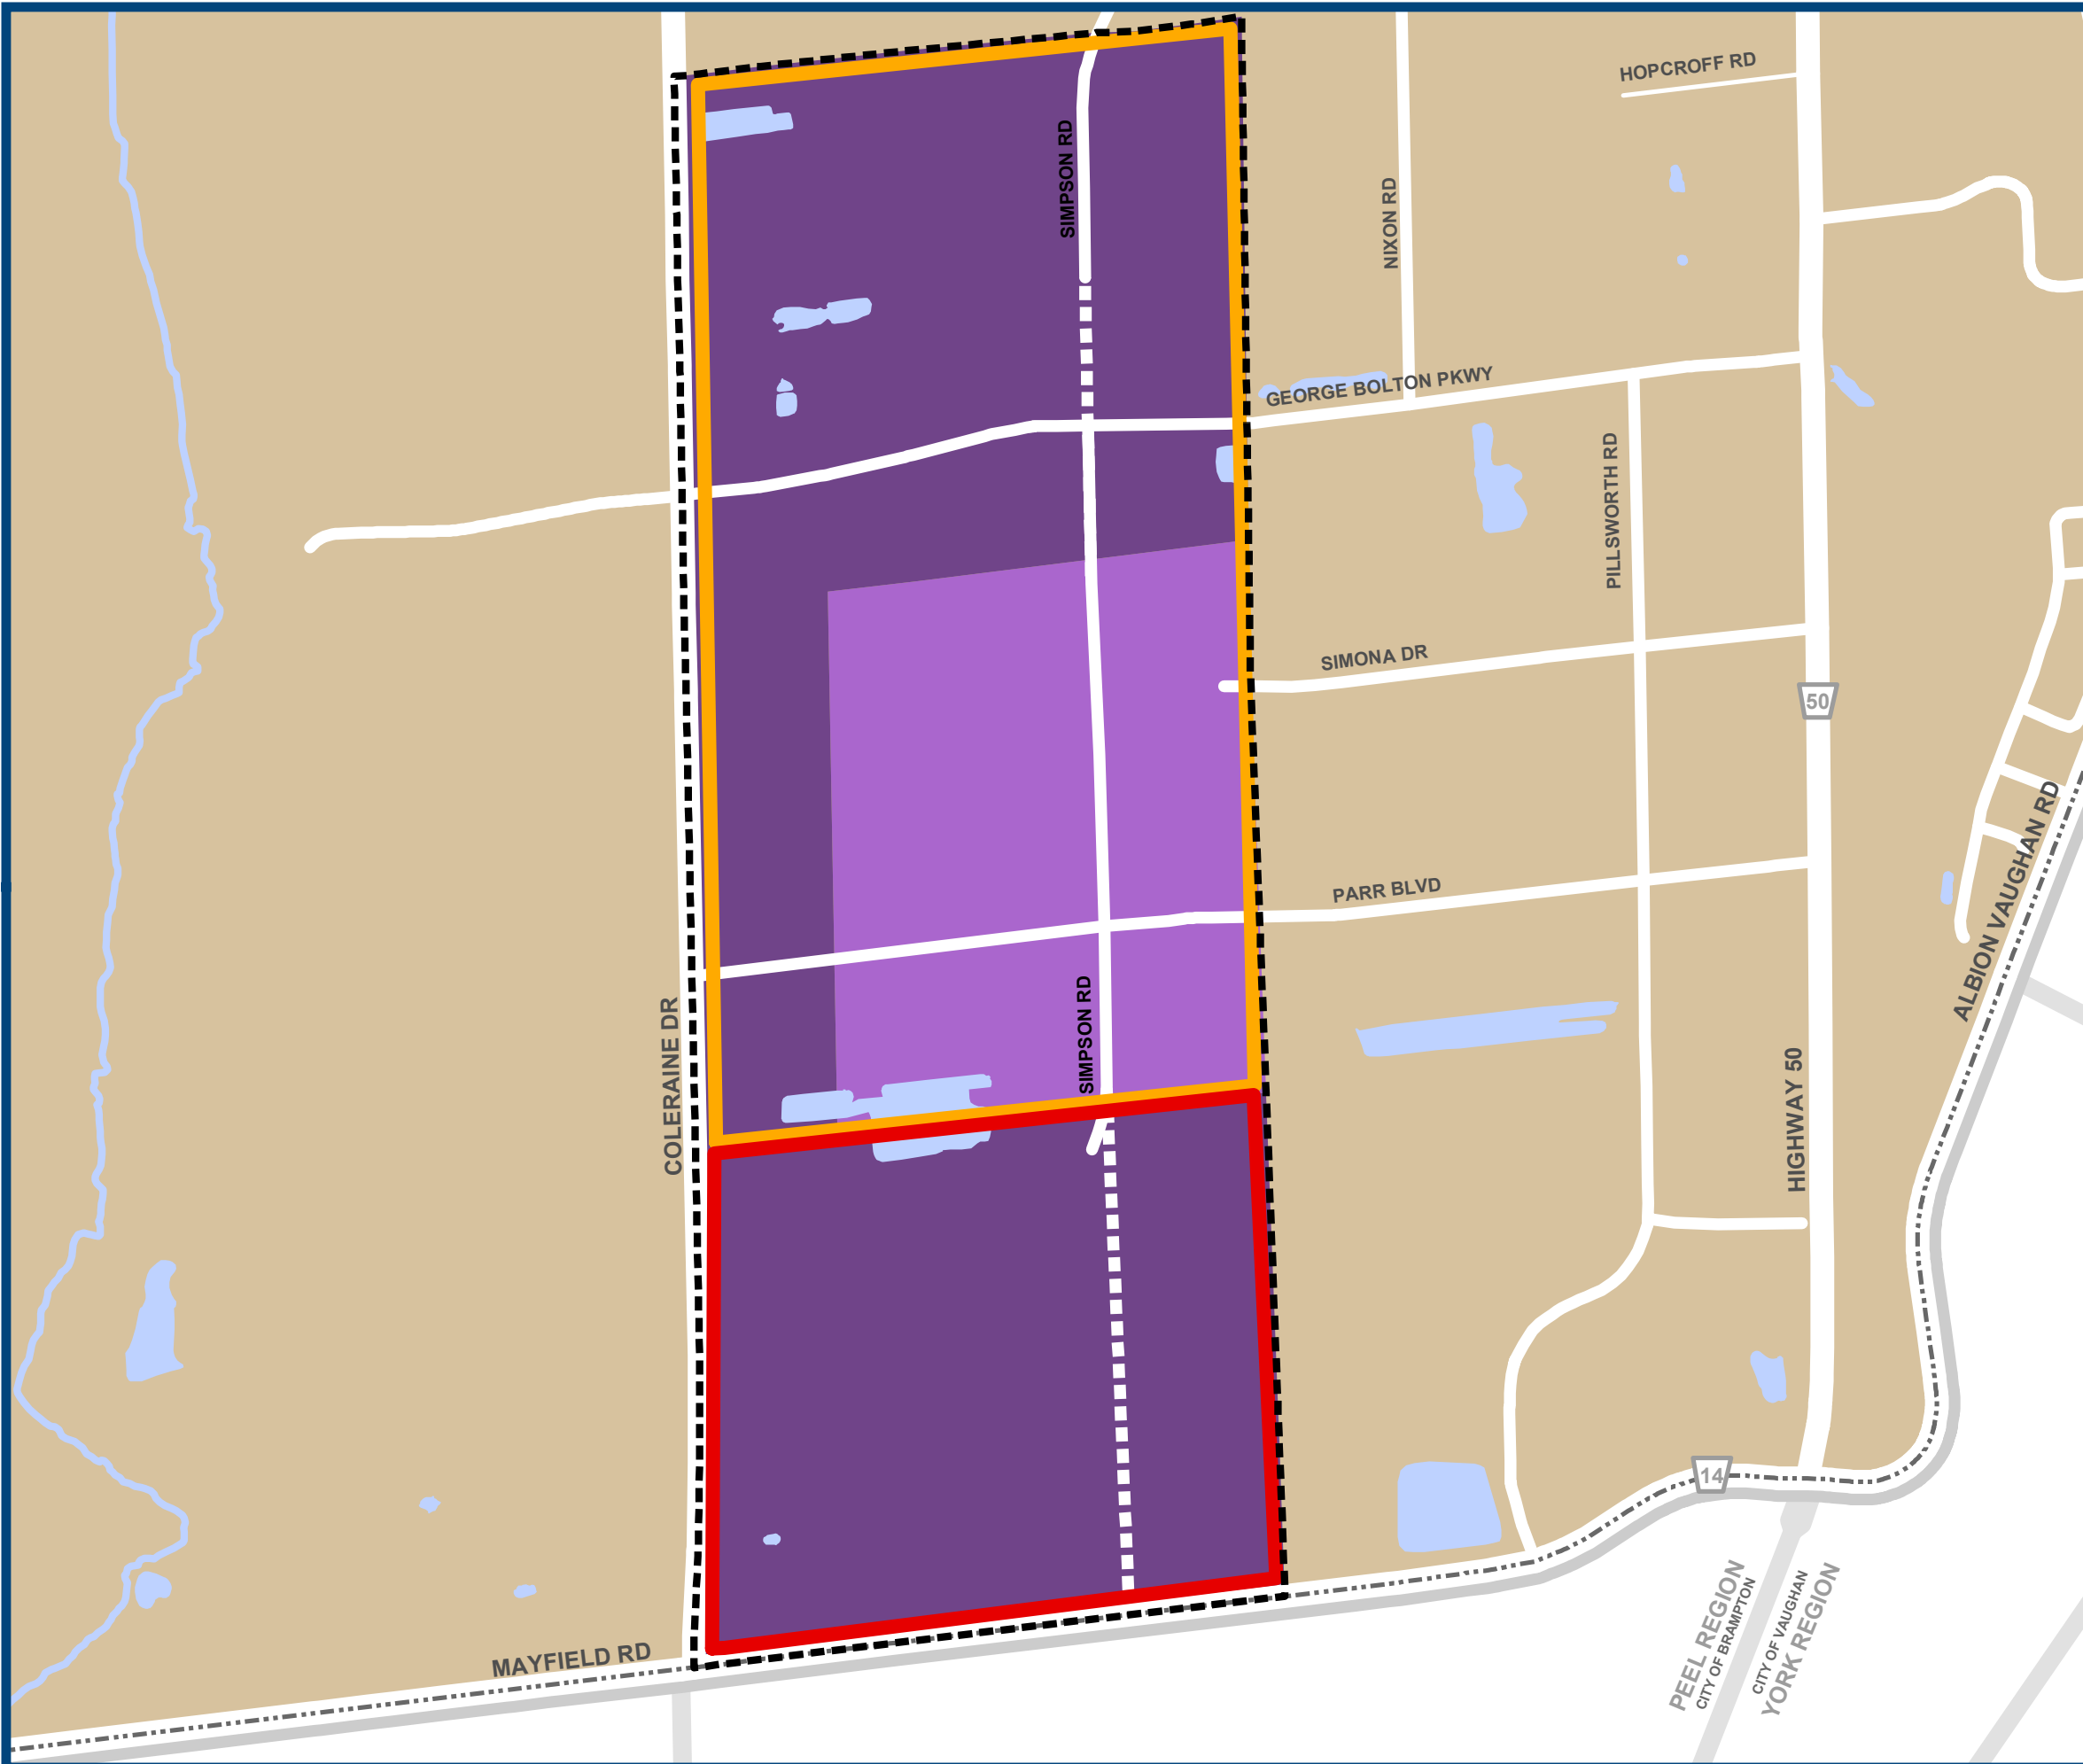 HOPCROFF RD
SIMPSON RD
NIXON RD
GEORGE BOLTON PKWY
PILLSWORTH RD
SIMONA DR
50
ALBION VAUGHAN RD
PARR BLVD
SIMPSON RD
COLERAINE DR
HIGHWAY 50
14
MAYFIELD RD
PEEL REGION
CITY OF BRAMPTON
CITY OF VAUGHAN
YORK REGION